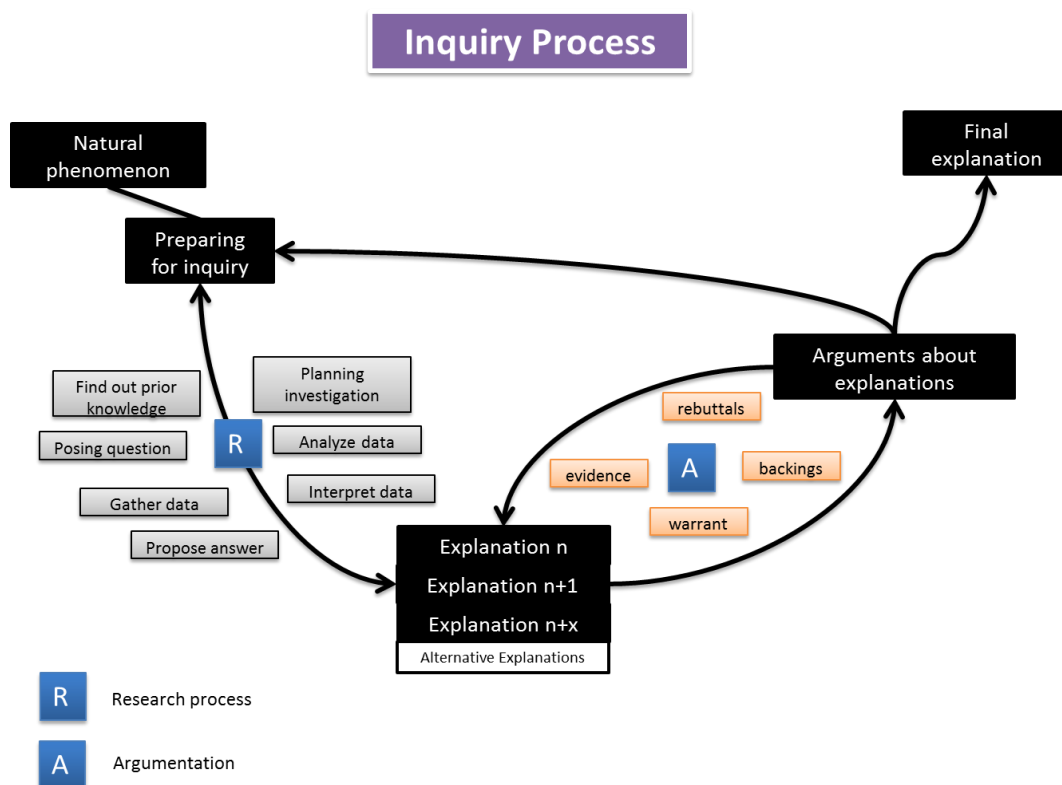 Inquiry Process
Natural
phenomenon
Final
explanation
Preparing
for inquiry
Arguments about
explanations
Find out prior
knowledge
Planning
investigation
Posing question
R
Analyze data
Gather data
Interpret data
Propose answer
rebuttals
evidence
A
backings
warrant
Explanation n
Explanation n+1
Explanation n+x
Alternative Explanations
R
Research process
A
Argumentation